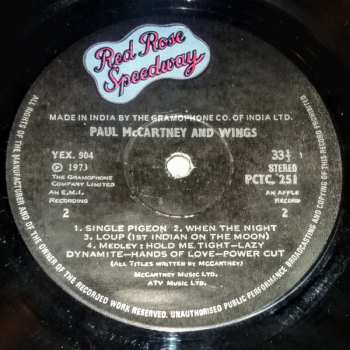 Red Rose
Speedway
MADE IN INDIA BY THE GRAMOPHONE CO. OF INDIA LTD.
PAUL McCARTNEY AND WINGS
YEX. 904
℗ 1973
THE GRAMOPHONE
COMPANY LIMITED
AN E.M.I.
RECORDING
2
33⅓
STEREO
PCTC. 251
AN APPLE
RECORD
2
1. SINGLE PIGEON 2. WHEN THE NIGHT
3. LOUP (1ST INDIAN ON THE MOON)
4. MEDLEY: HOLD ME TIGHT—LAZY
DYNAMITE—HANDS OF LOVE—POWER CUT
(ALL TITLES WRITTEN BY McCARTNEY)
McCARTNEY MUSIC LTD.
ATV MUSIC LTD.
ALL RIGHTS OF THE MANUFACTURER AND OF THE OWNER OF THE RECORDED WORK RESERVED. UNAUTHORISED PUBLIC PERFORMANCE BROADCASTING AND COPYING OF THIS RECORD PROHIBITED